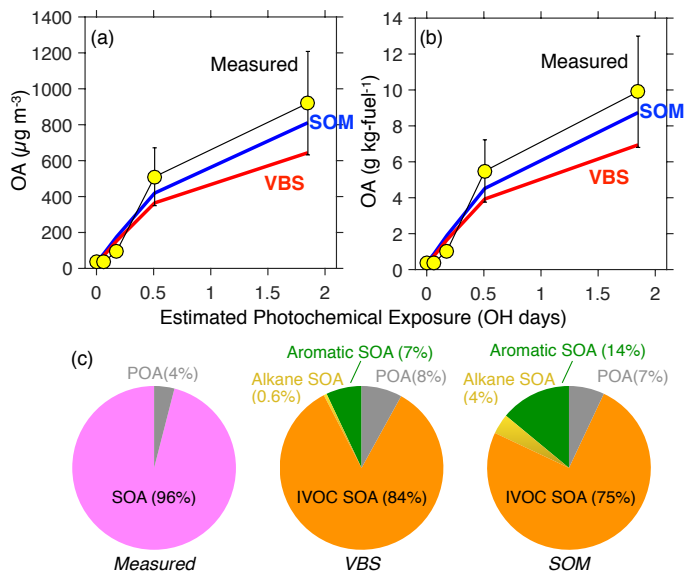 (a)
Measured
SOM
VBS
OA (µg m⁻³)
1400
1200
1000
800
600
400
200
0
0
0.5
1
1.5
2
(b)
Measured
SOM
VBS
OA (g kg-fuel⁻¹)
14
12
10
8
6
4
2
0
0
0.5
1
1.5
2
Estimated Photochemical Exposure (OH days)
(c)
POA(4%)
SOA (96%)
Measured
Aromatic SOA (7%)
Alkane SOA
(0.6%)
POA(8%)
IVOC SOA (84%)
VBS
Aromatic SOA (14%)
Alkane SOA
(4%)
POA(7%)
IVOC SOA (75%)
SOM